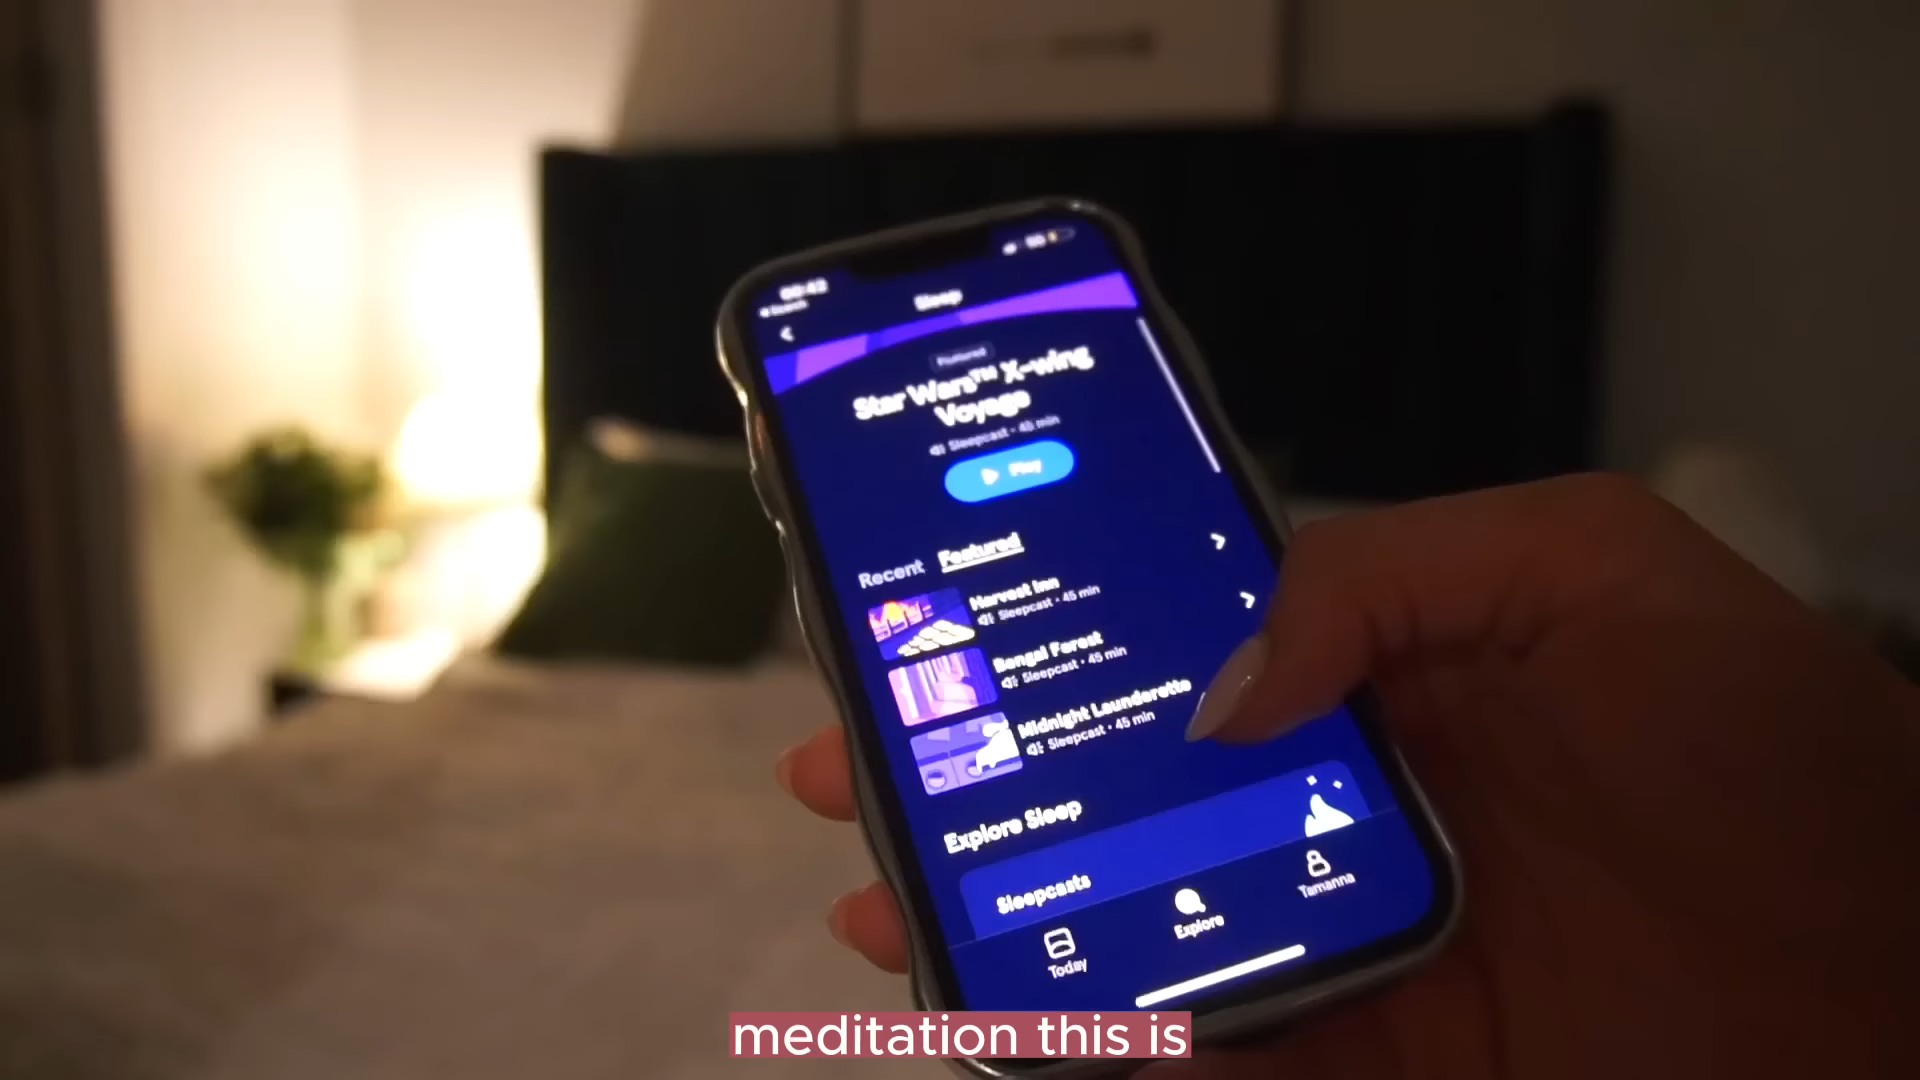 Sleep
Featured
Star Wars™ X-wing
Voyage
Sleepcast • 45 min
Play
Recent Featured
Harvest Inn
Sleepcast • 45 min
Bengal Forest
Sleepcast • 45 min
Midnight Launderette
Sleepcast • 45 min
Explore Sleep
Sleepcasts
Today
Explore
Tamanna
meditation this is